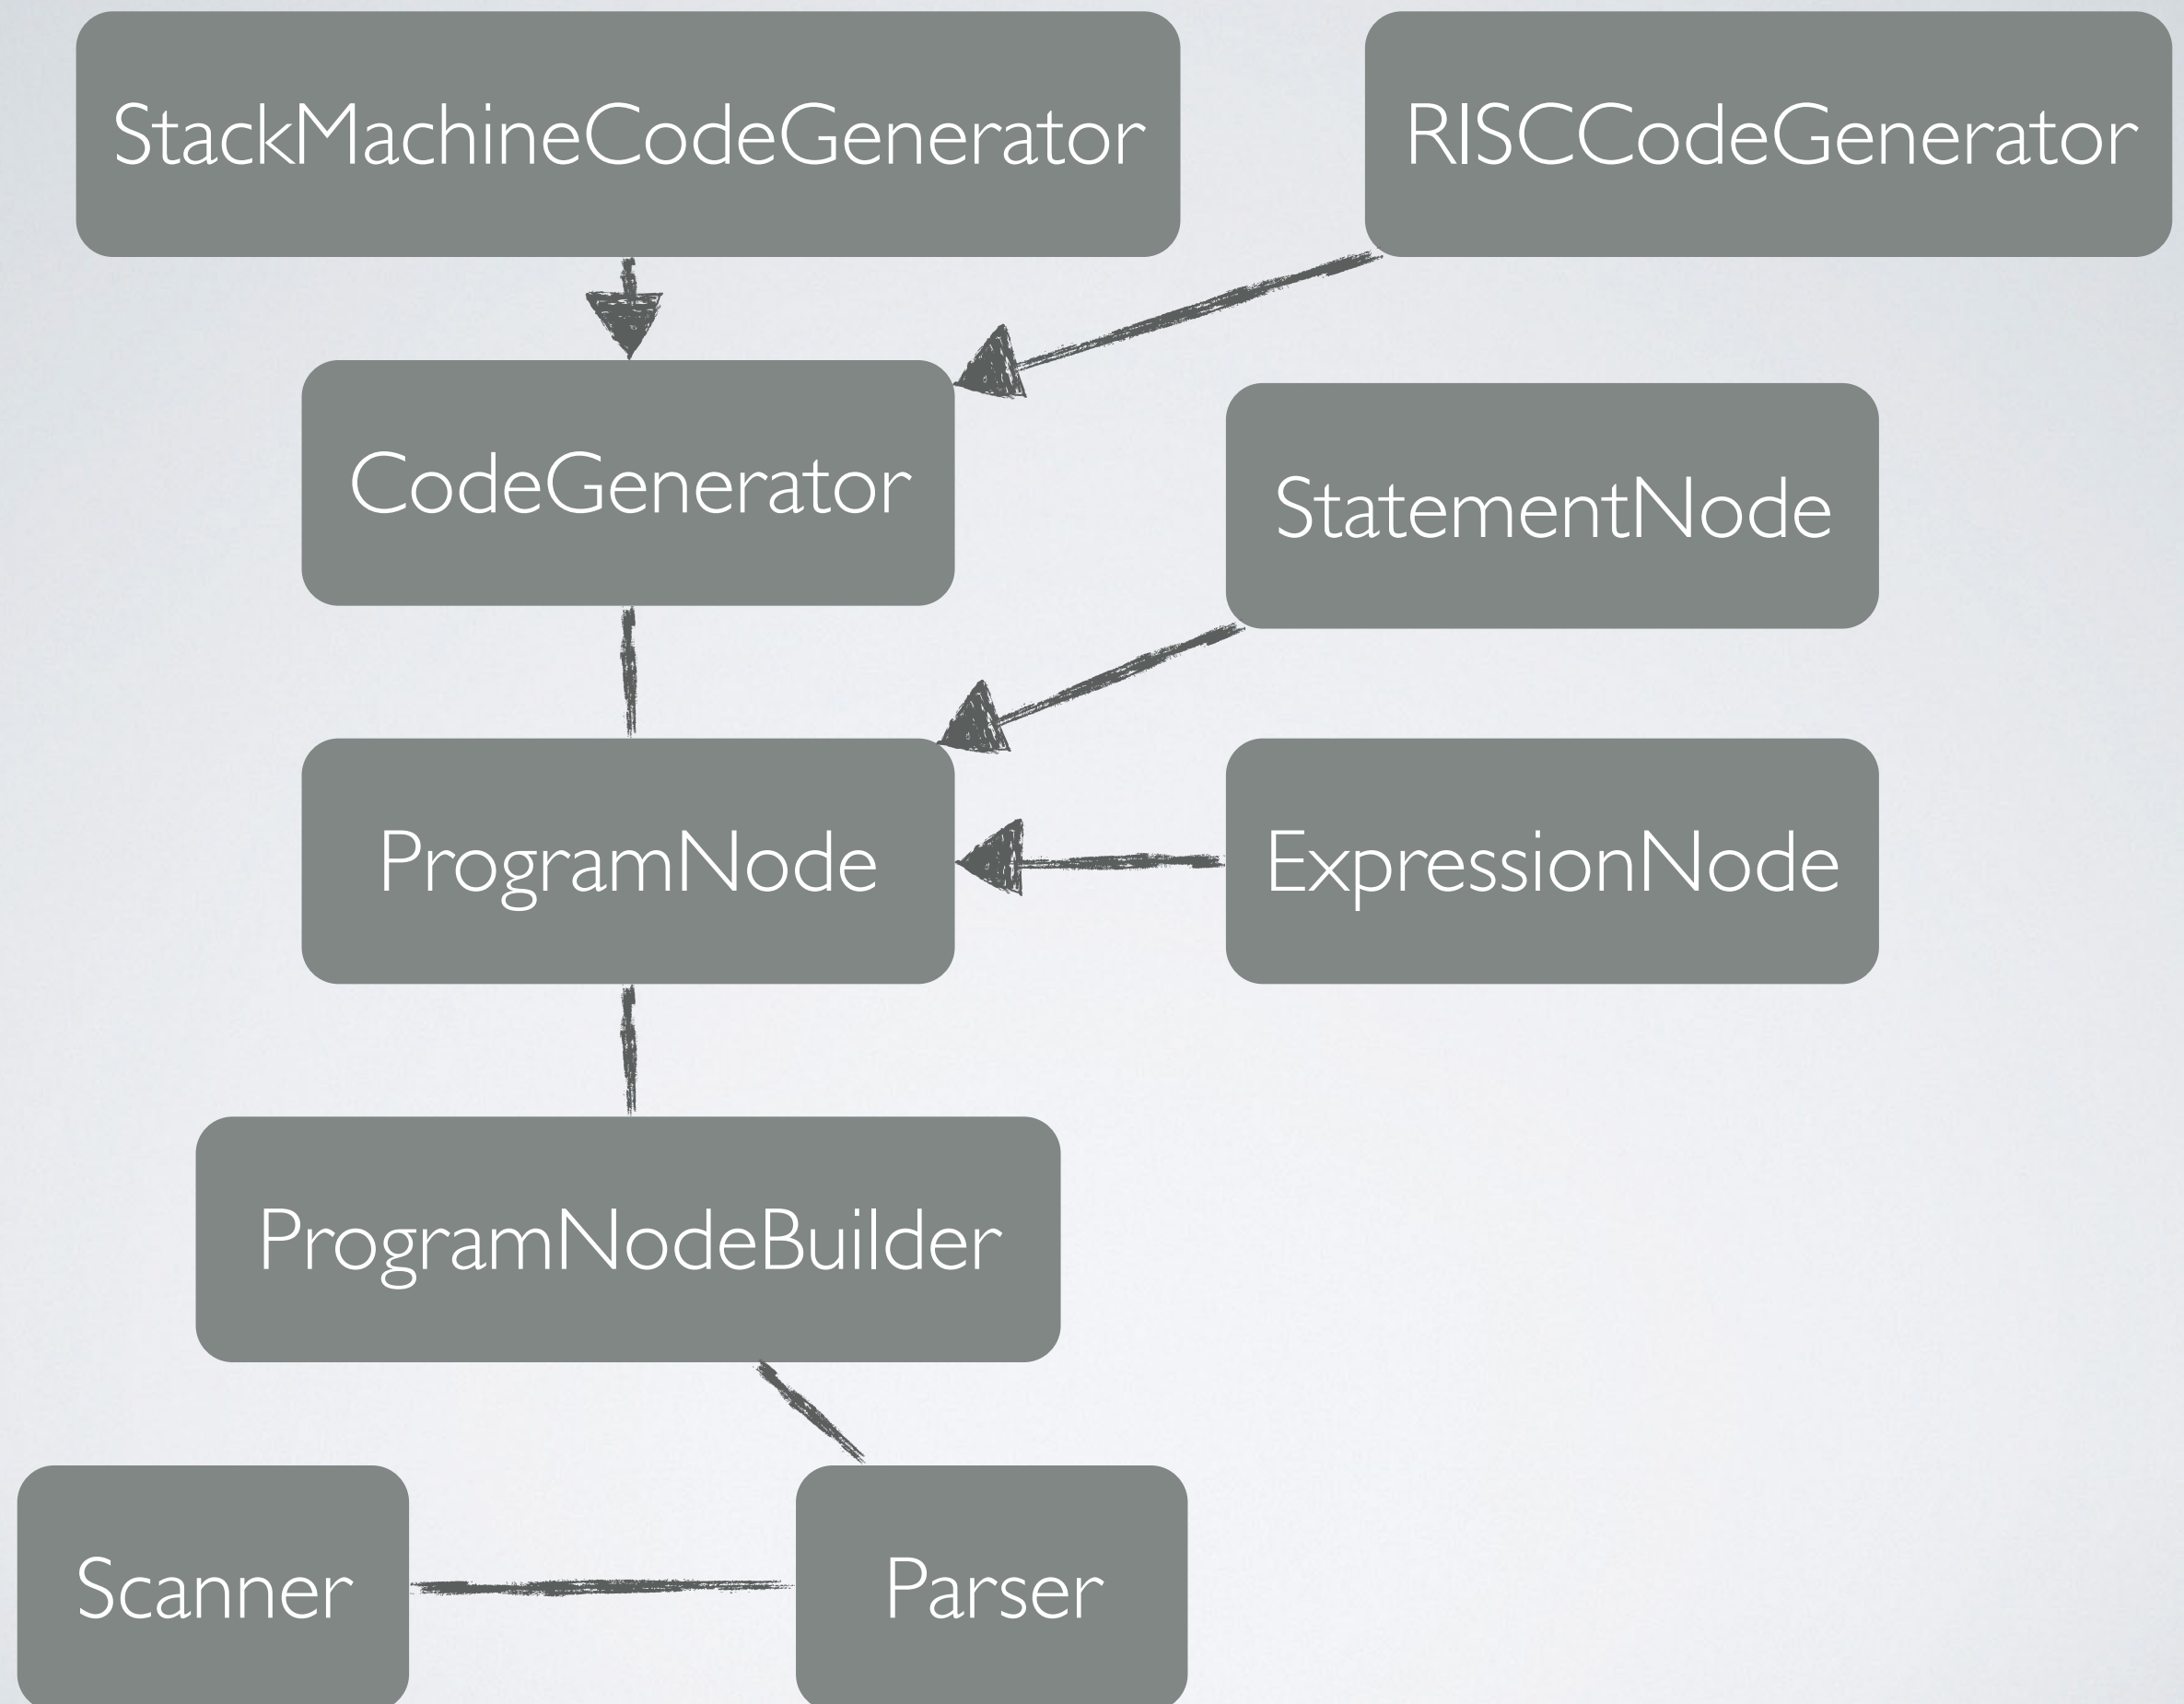 StackMachineCodeGenerator
RISCCodeGenerator
CodeGenerator
StatementNode
ProgramNode
ExpressionNode
ProgramNodeBuilder
Scanner
Parser